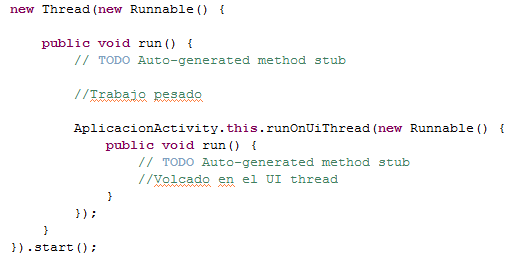 new Thread(new Runnable() {
public void run() {
// TODO Auto-generated method stub
//Trabajo pesado
AplicacionActivity.this.runOnUiThread(new Runnable() {
public void run() {
// TODO Auto-generated method stub
//Volcado en el UI thread
}
});
}
}).start();